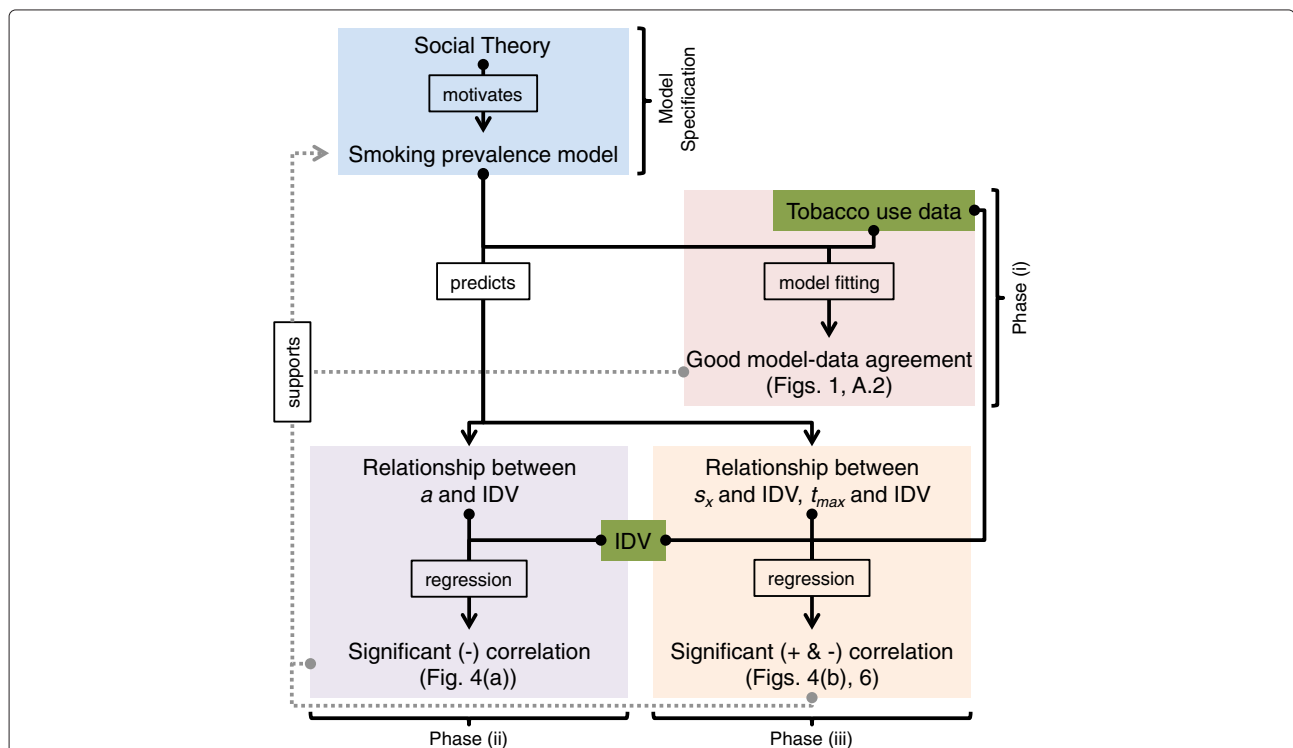 Social Theory
motivates
Smoking prevalence model
Model
Specification
Tobacco use data
predicts
model fitting
Phase (i)
Good model-data agreement
(Figs. 1, A.2)
supports
Relationship between
a and IDV
Relationship between
s_x and IDV, t_max and IDV
IDV
regression
regression
Significant (-) correlation
(Fig. 4(a))
Significant (+ & -) correlation
(Figs. 4(b), 6)
Phase (ii)
Phase (iii)